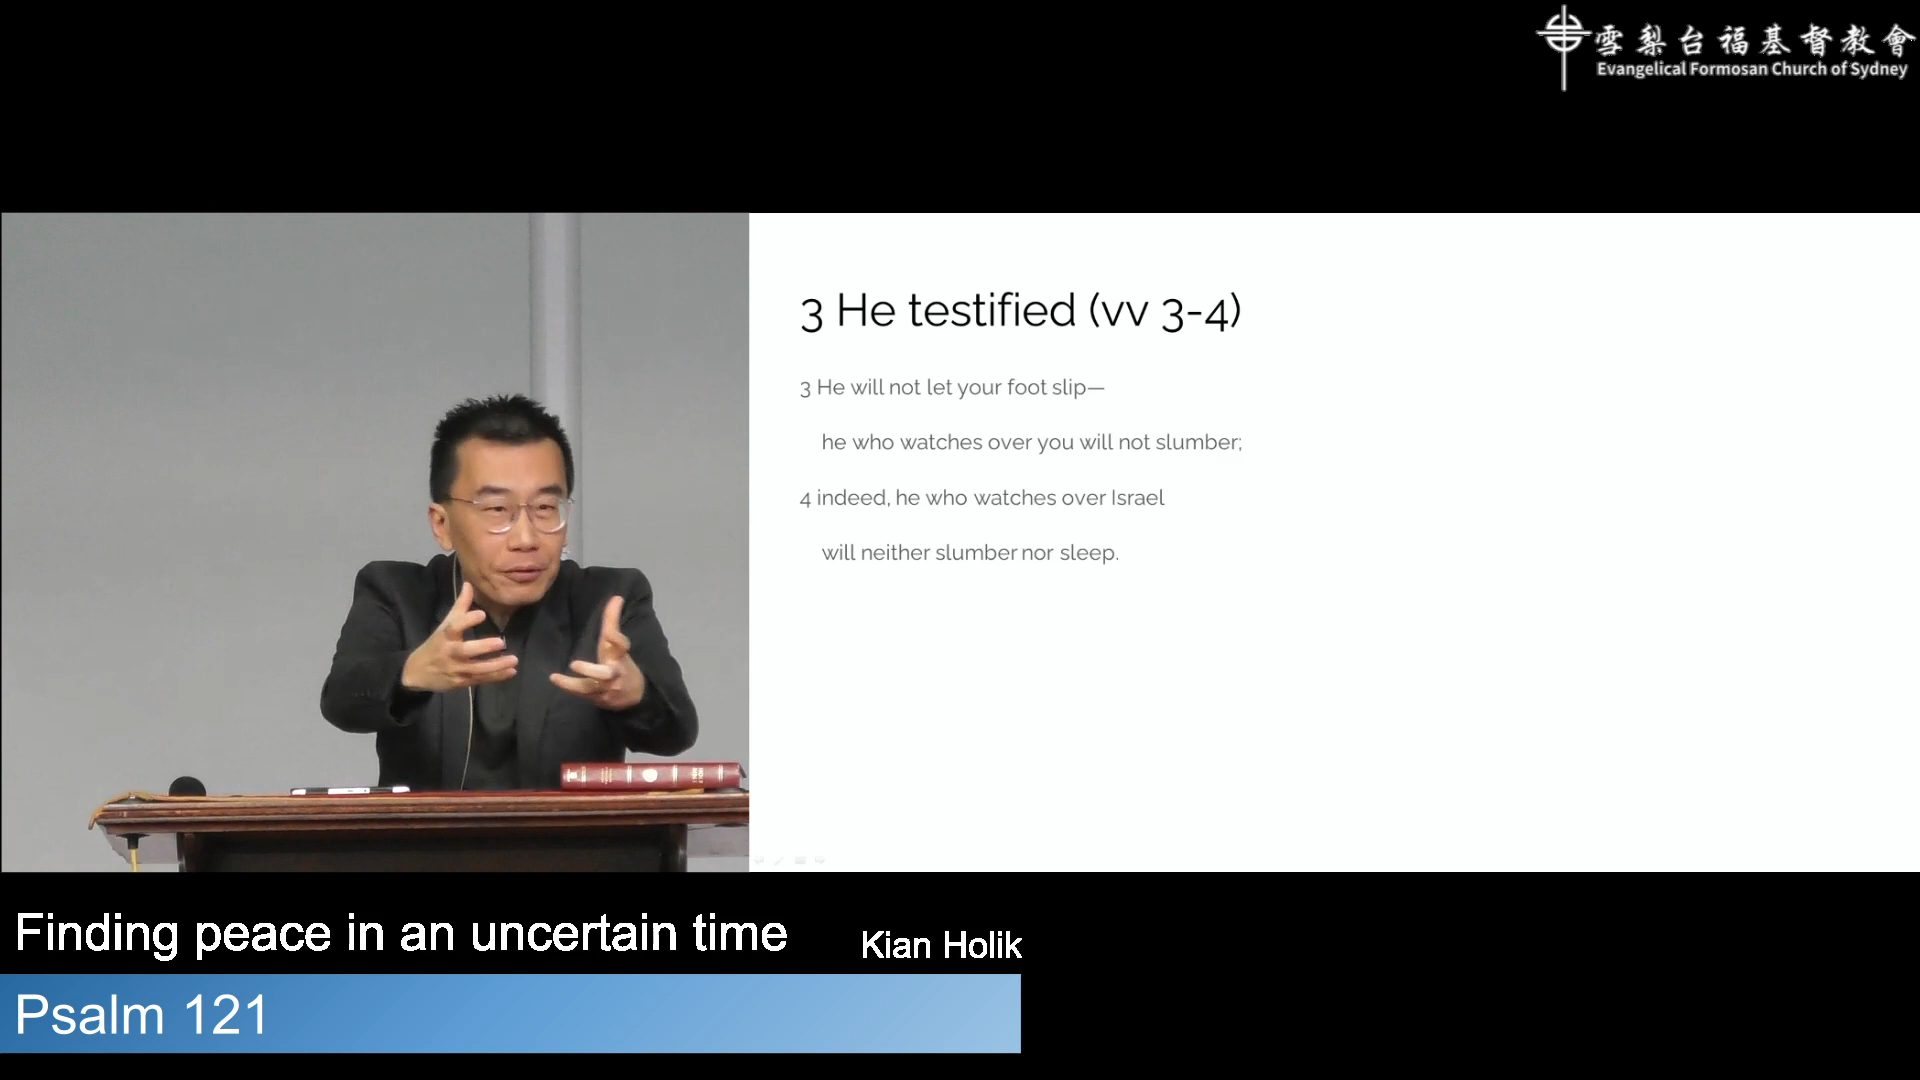 雪梨台福基督教會
Evangelical Formosan Church of Sydney
3 He testified (vv 3-4)
3 He will not let your foot slip—
he who watches over you will not slumber;
4 indeed, he who watches over Israel
will neither slumber nor sleep.
Finding peace in an uncertain time
Kian Holik
Psalm 121